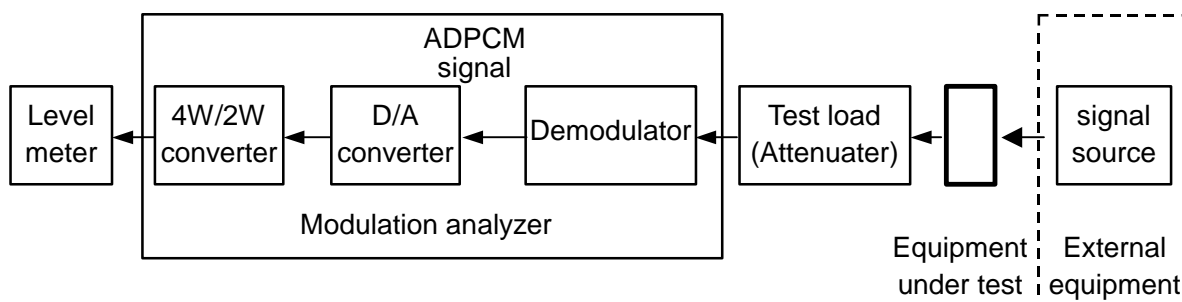 ADPCM
signal
Level
meter
4W/2W
converter
D/A
converter
Demodulator
Test load
(Attenuater)
signal
source
Modulation analyzer
Equipment
under test
External
equipment